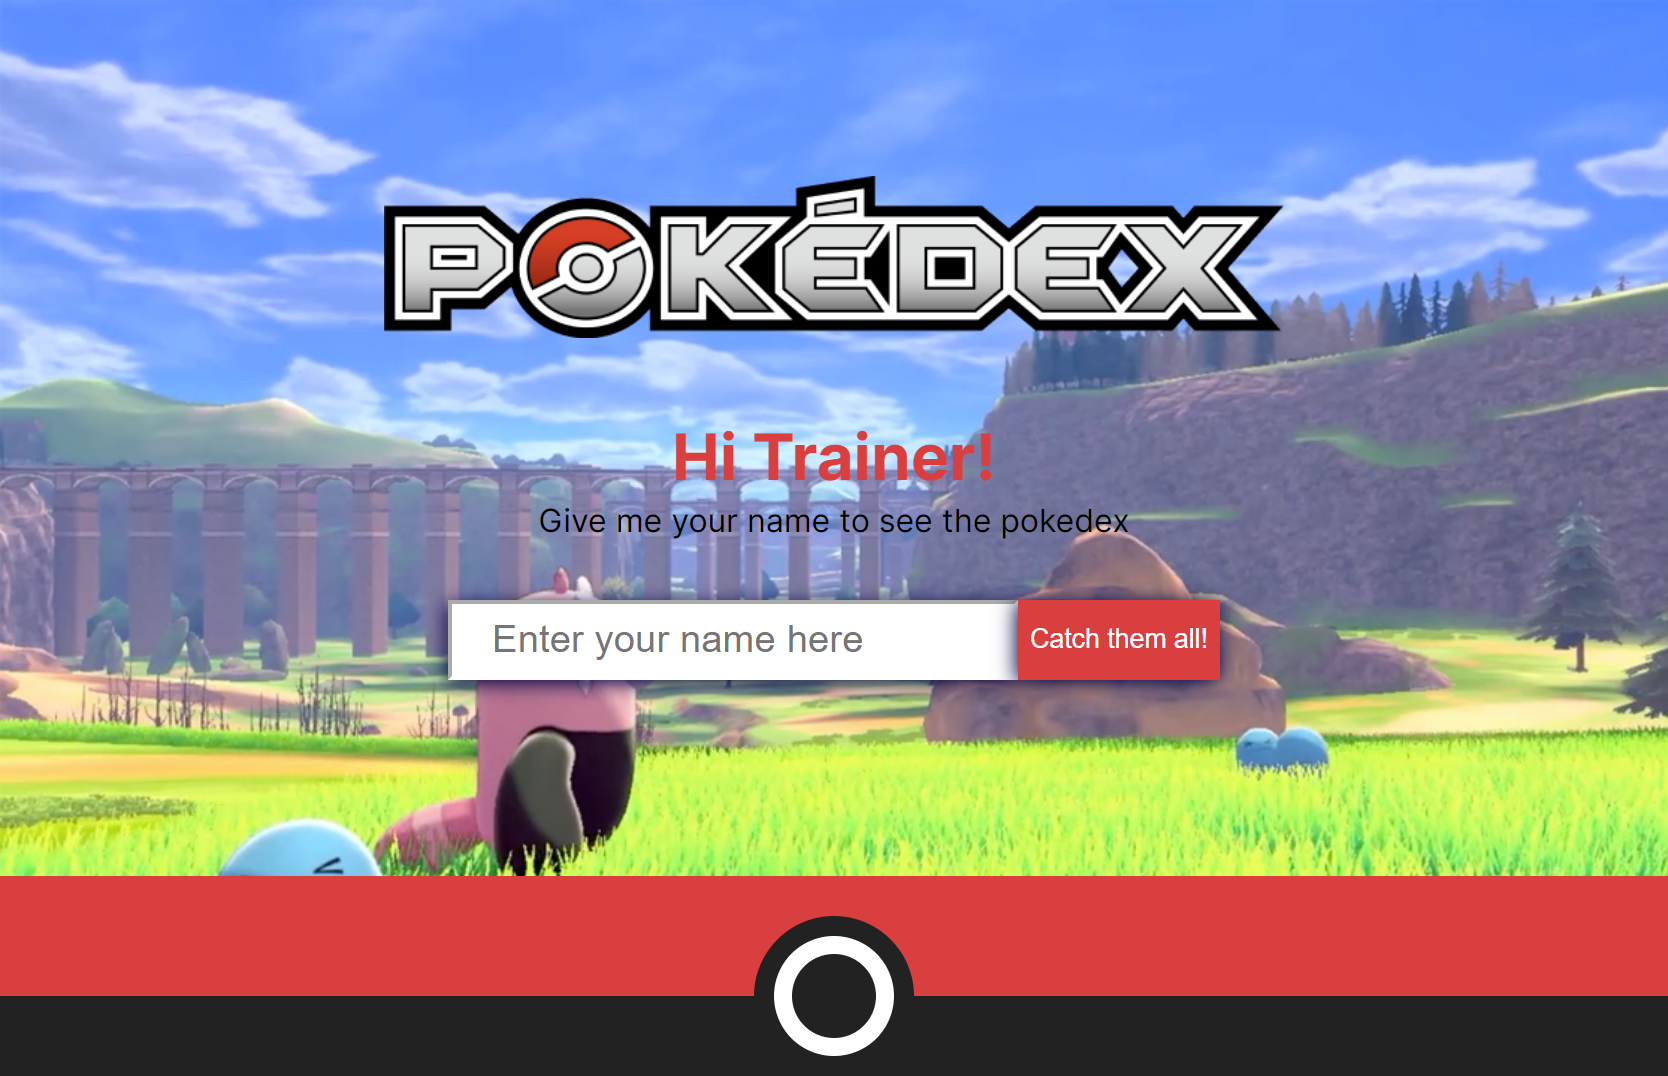 POKÉDEX
Hi Trainer!
Give me your name to see the pokedex
Enter your name here
Catch them all!